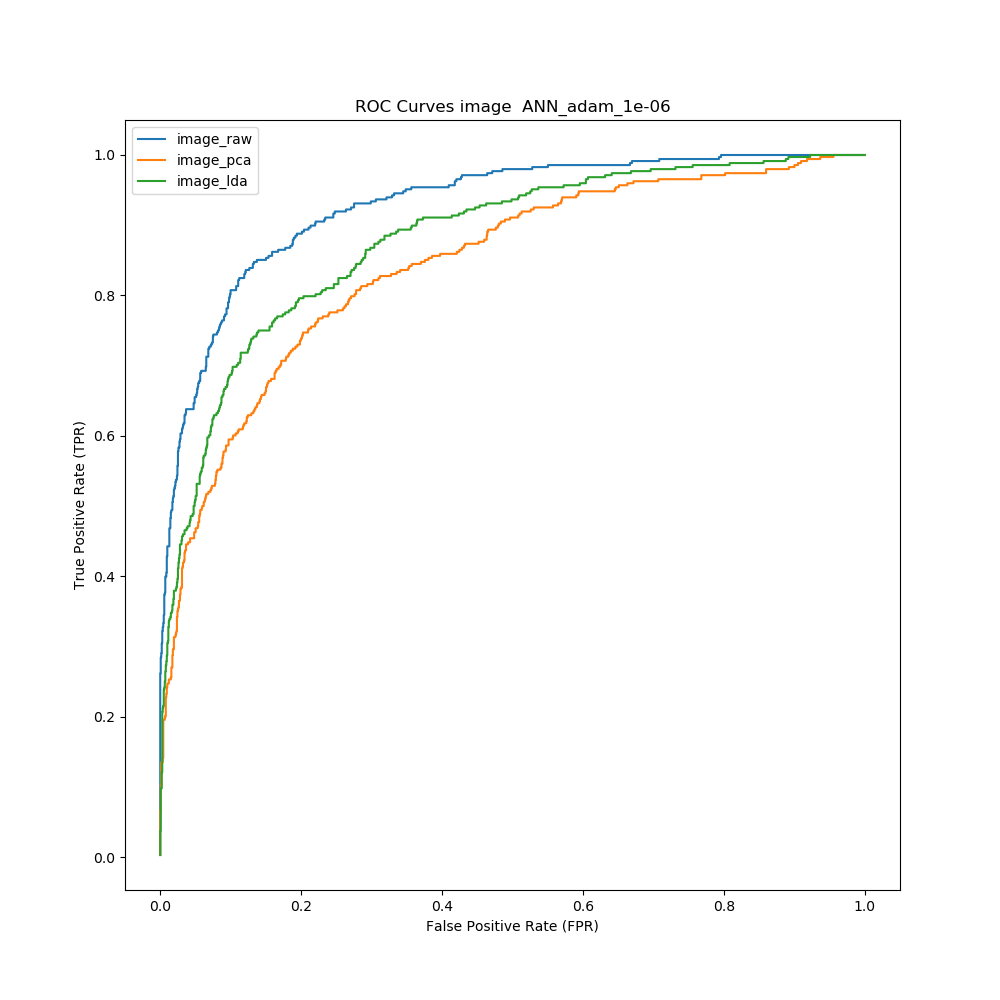 ROC Curves image  ANN_adam_1e-06
image_raw
image_pca
image_lda
1.0
0.8
0.6
0.4
0.2
0.0
True Positive Rate (TPR)
0.0 0.2 0.4 0.6 0.8 1.0
False Positive Rate (FPR)